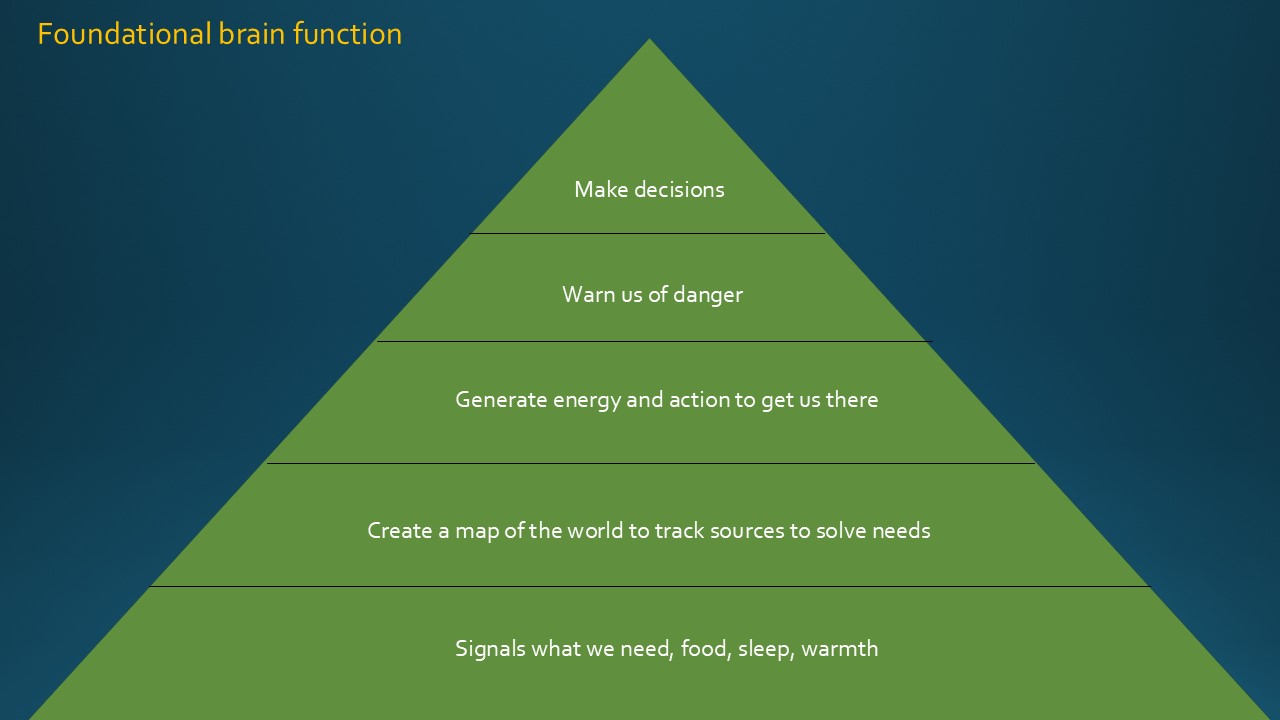 Foundational brain function
Make decisions
Warn us of danger
Generate energy and action to get us there
Create a map of the world to track sources to solve needs
Signals what we need, food, sleep, warmth